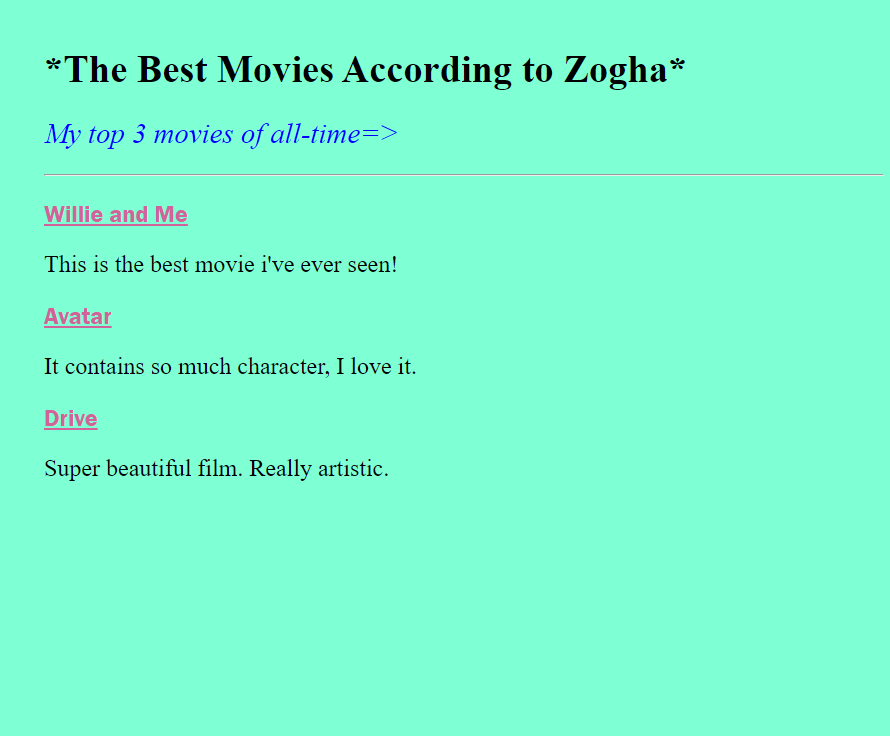 *The Best Movies According to Zogha*
My top 3 movies of all-time=>
Willie and Me
This is the best movie i've ever seen!
Avatar
It contains so much character, I love it.
Drive
Super beautiful film. Really artistic.